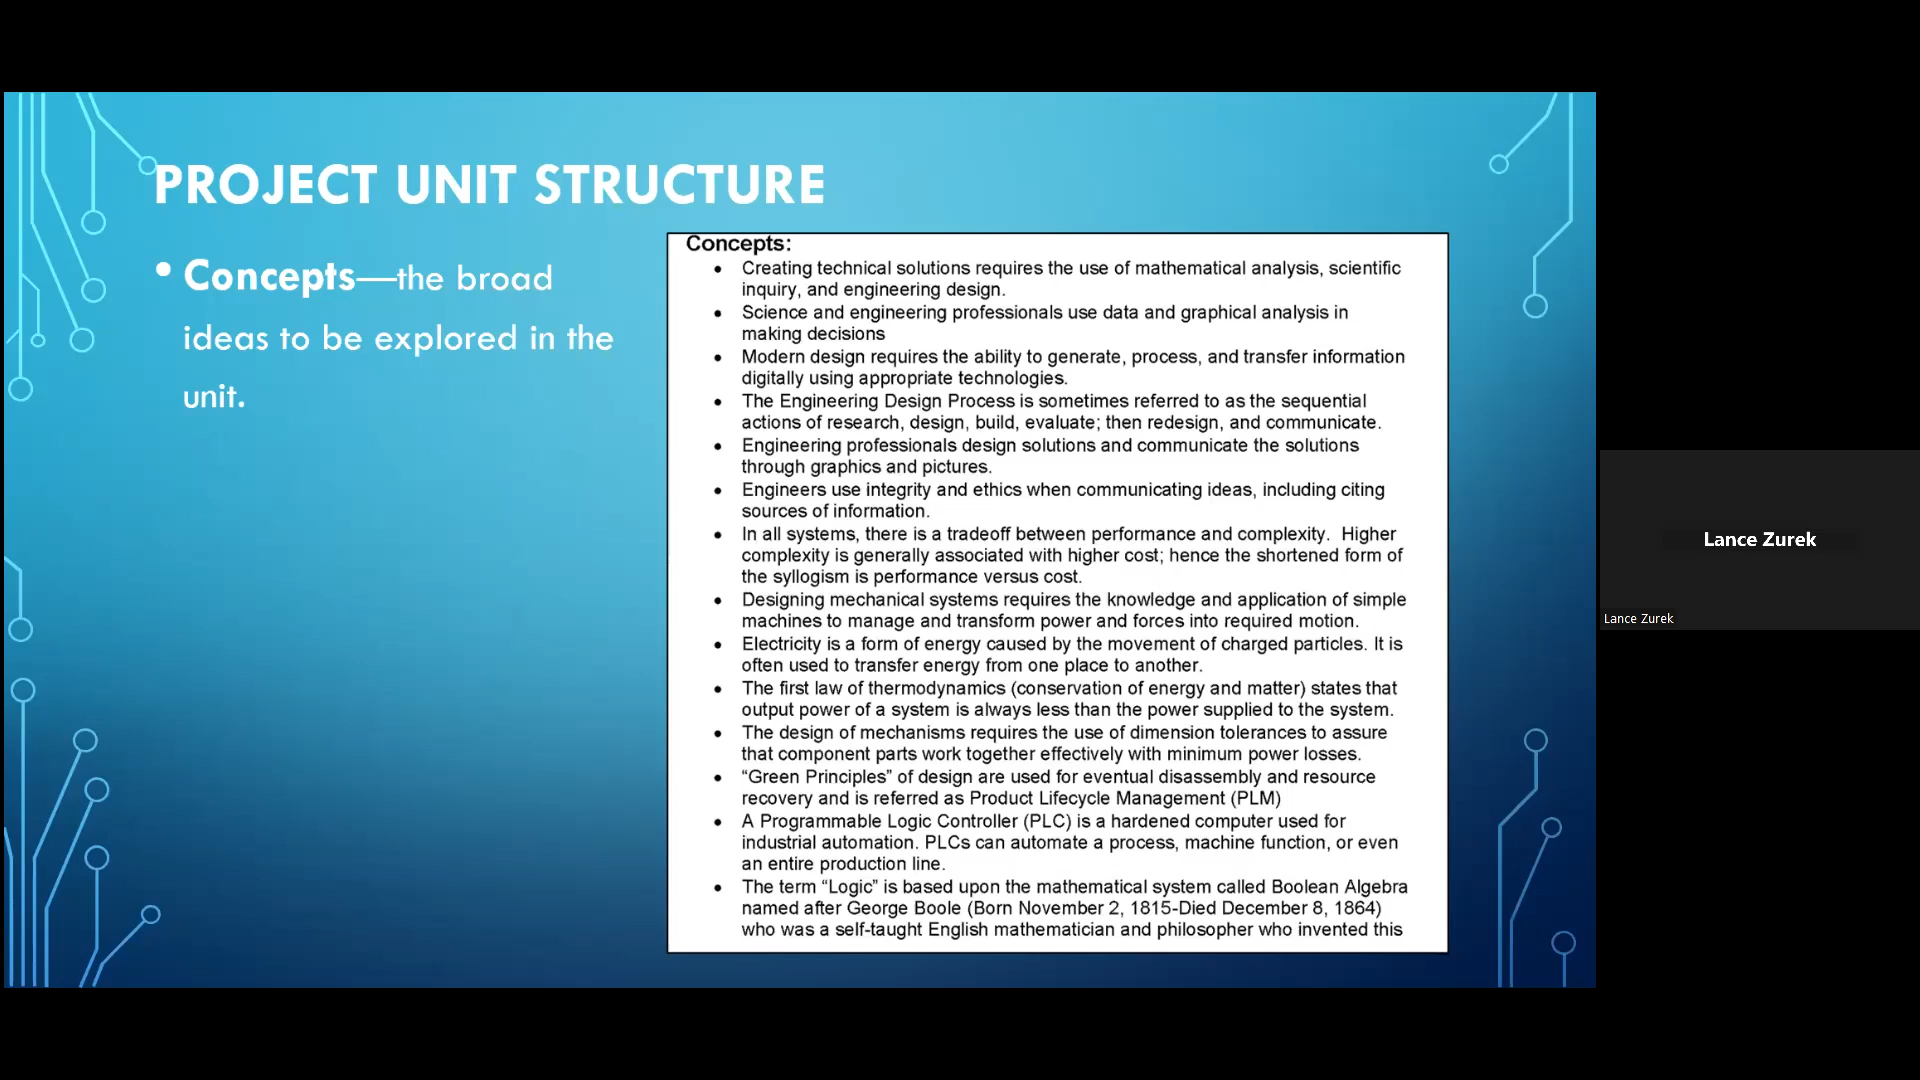 PROJECT UNIT STRUCTURE
• Concepts—the broad
ideas to be explored in the
unit.
Concepts:
• Creating technical solutions requires the use of mathematical analysis, scientific
inquiry, and engineering design.
• Science and engineering professionals use data and graphical analysis in
making decisions
• Modern design requires the ability to generate, process, and transfer information
digitally using appropriate technologies.
• The Engineering Design Process is sometimes referred to as the sequential
actions of research, design, build, evaluate; then redesign, and communicate.
• Engineering professionals design solutions and communicate the solutions
through graphics and pictures.
• Engineers use integrity and ethics when communicating ideas, including citing
sources of information.
• In all systems, there is a tradeoff between performance and complexity.  Higher
complexity is generally associated with higher cost; hence the shortened form of
the syllogism is performance versus cost.
• Designing mechanical systems requires the knowledge and application of simple
machines to manage and transform power and forces into required motion.
• Electricity is a form of energy caused by the movement of charged particles. It is
often used to transfer energy from one place to another.
• The first law of thermodynamics (conservation of energy and matter) states that
output power of a system is always less than the power supplied to the system.
• The design of mechanisms requires the use of dimension tolerances to assure
that component parts work together effectively with minimum power losses.
• “Green Principles” of design are used for eventual disassembly and resource
recovery and is referred as Product Lifecycle Management (PLM)
• A Programmable Logic Controller (PLC) is a hardened computer used for
industrial automation. PLCs can automate a process, machine function, or even
an entire production line.
• The term “Logic” is based upon the mathematical system called Boolean Algebra
named after George Boole (Born November 2, 1815-Died December 8, 1864)
who was a self-taught English mathematician and philosopher who invented this
Lance Zurek
Lance Zurek